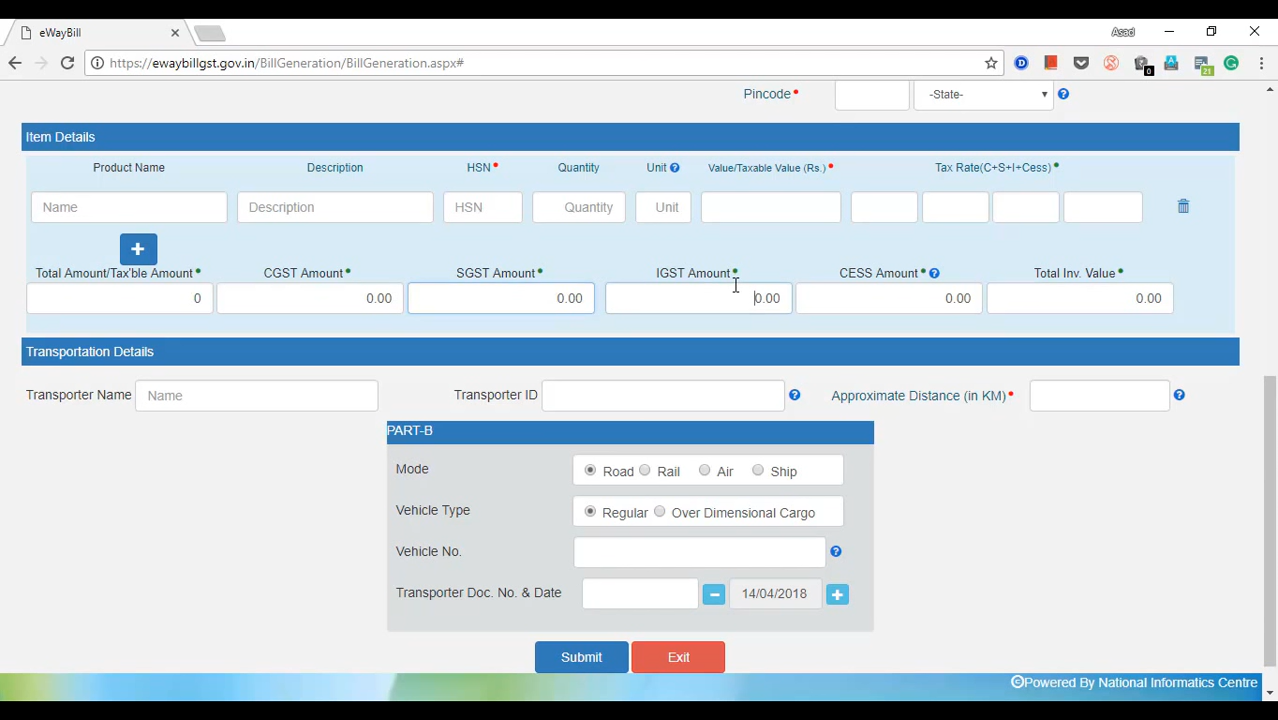 eWayBill
Asad
https://ewaybillgst.gov.in/BillGeneration/BillGeneration.aspx#
0
21
Pincode
-State-
Item Details
Product Name Description HSN Quantity Unit Value/Taxable Value (Rs.) Tax Rate(C+S+I+Cess)
Name Description HSN Quantity Unit
Total Amount/Tax'ble Amount CGST Amount SGST Amount IGST Amount CESS Amount Total Inv. Value
0 0.00 0.00 0.00 0.00 0.00
Transportation Details
Transporter Name Name Transporter ID Approximate Distance (in KM)
PART-B
Mode Road Rail Air Ship
Vehicle Type Regular Over Dimensional Cargo
Vehicle No.
Transporter Doc. No. & Date 14/04/2018
Submit Exit
©Powered By National Informatics Centre